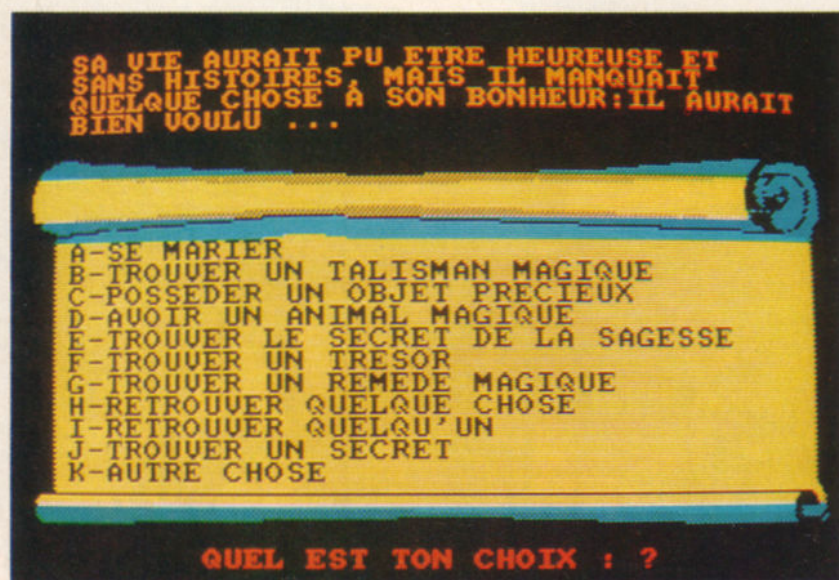 SA VIE AURAIT PU ETRE HEUREUSE ET
SANS HISTOIRES, MAIS IL MANQUAIT
QUELQUE CHOSE A SON BONHEUR:IL AURAIT
BIEN VOULU ...
A-SE MARIER
B-TROUVER UN TALISMAN MAGIQUE
C-POSSEDER UN OBJET PRECIEUX
D-AVOIR UN ANIMAL MAGIQUE
E-TROUVER LE SECRET DE LA SAGESSE
F-TROUVER UN TRESOR
G-TROUVER UN REMEDE MAGIQUE
H-RETROUVER QUELQUE CHOSE
I-RETROUVER QUELQU'UN
J-TROUVER UN SECRET
K-AUTRE CHOSE
QUEL EST TON CHOIX : ?